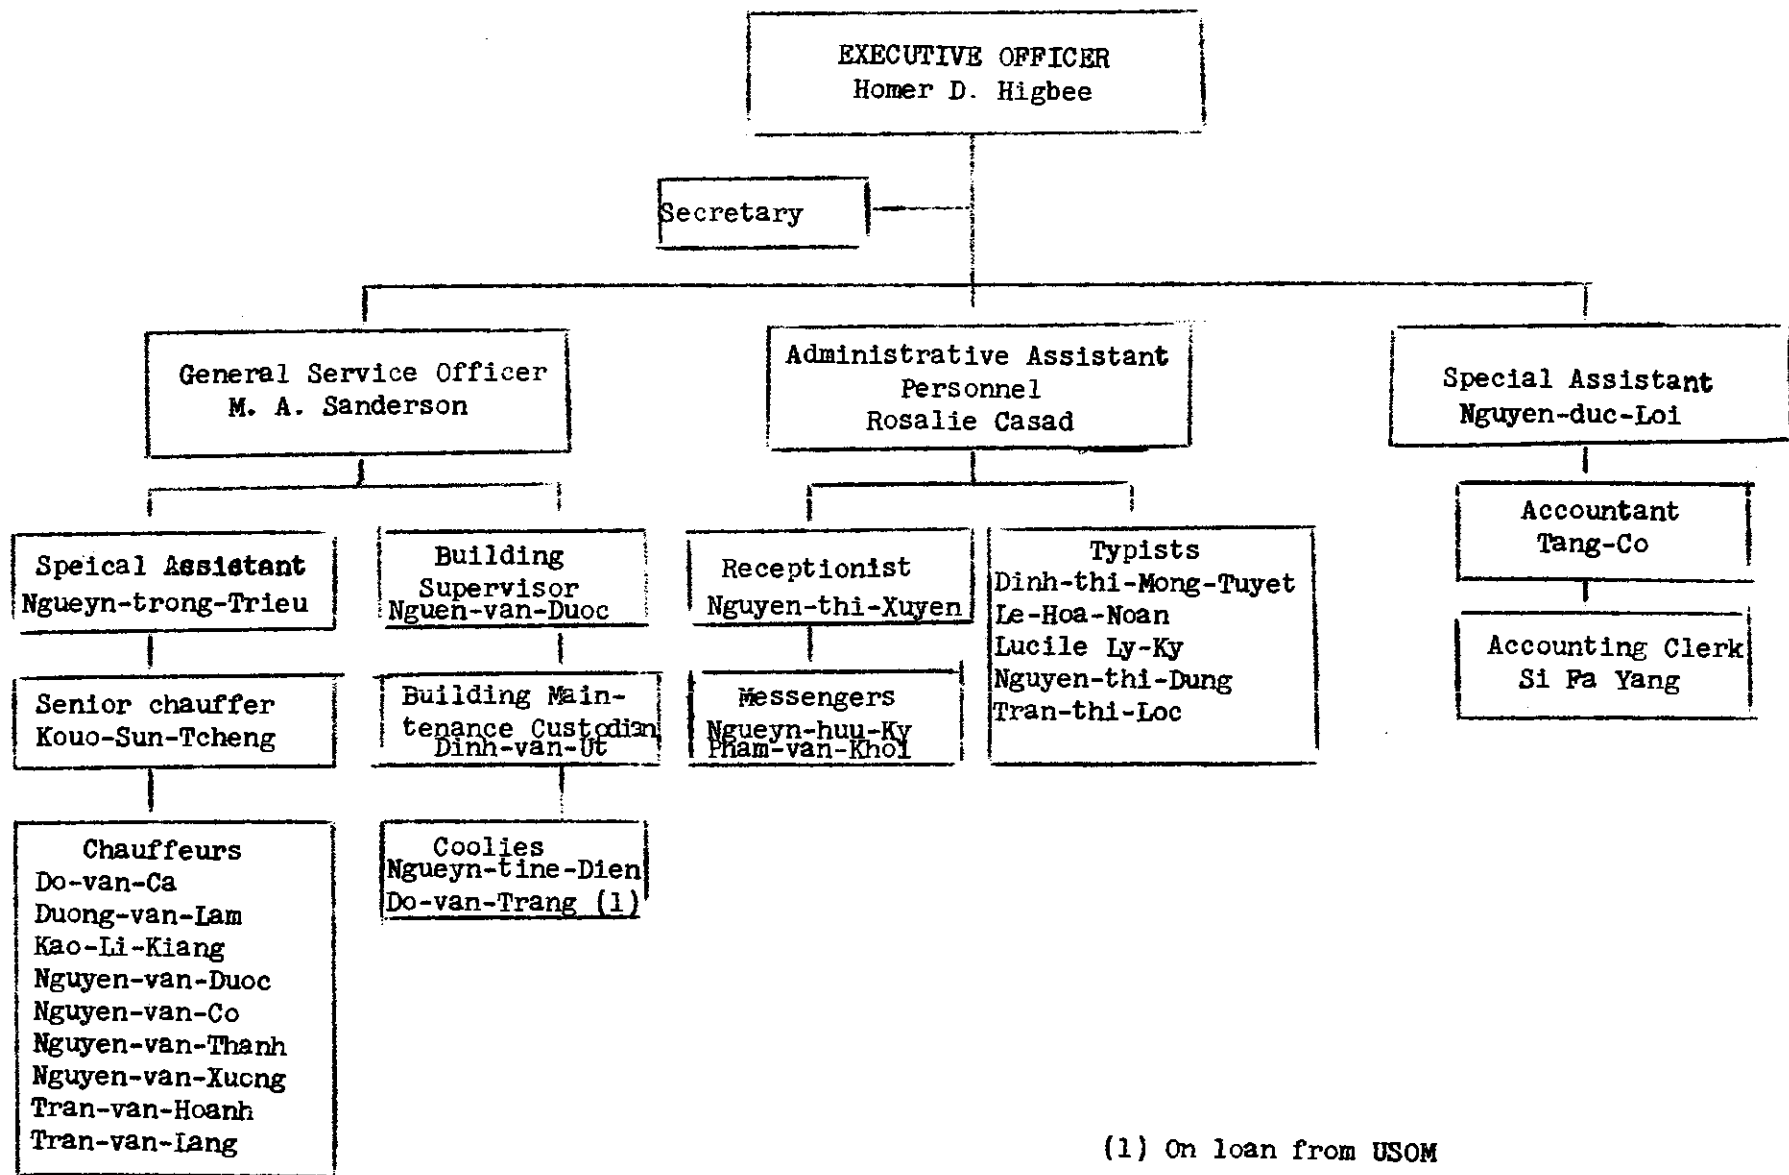 EXECUTIVE OFFICER
Homer D. Higbee
Secretary
General Service Officer
M. A. Sanderson
Administrative Assistant
Personnel
Rosalie Casad
Special Assistant
Nguyen-duc-Loi
Speical Assistant
Ngueyn-trong-Trieu
Building
Supervisor
Nguen-van-Duoc
Receptionist
Nguyen-thi-Xuyen
Typists
Dinh-thi-Mong-Tuyet
Le-Hoa-Noan
Lucile Ly-Ky
Nguyen-thi-Dung
Tran-thi-Loc
Accountant
Tang-Co
Senior chauffer
Kouo-Sun-Tcheng
Building Main-
tenance Custodian
Dinh-van-Ut
Messengers
Ngueyn-huu-Ky
Pham-van-Khoi
Accounting Clerk
Si Fa Yang
Chauffeurs
Do-van-Ca
Duong-van-Lam
Kao-Li-Kiang
Nguyen-van-Duoc
Nguyen-van-Co
Nguyen-van-Thanh
Nguyen-van-Xuong
Tran-van-Hoanh
Tran-van-Lang
Coolies
Ngueyn-tine-Dien
Do-van-Trang (1)
(1) On loan from USOM